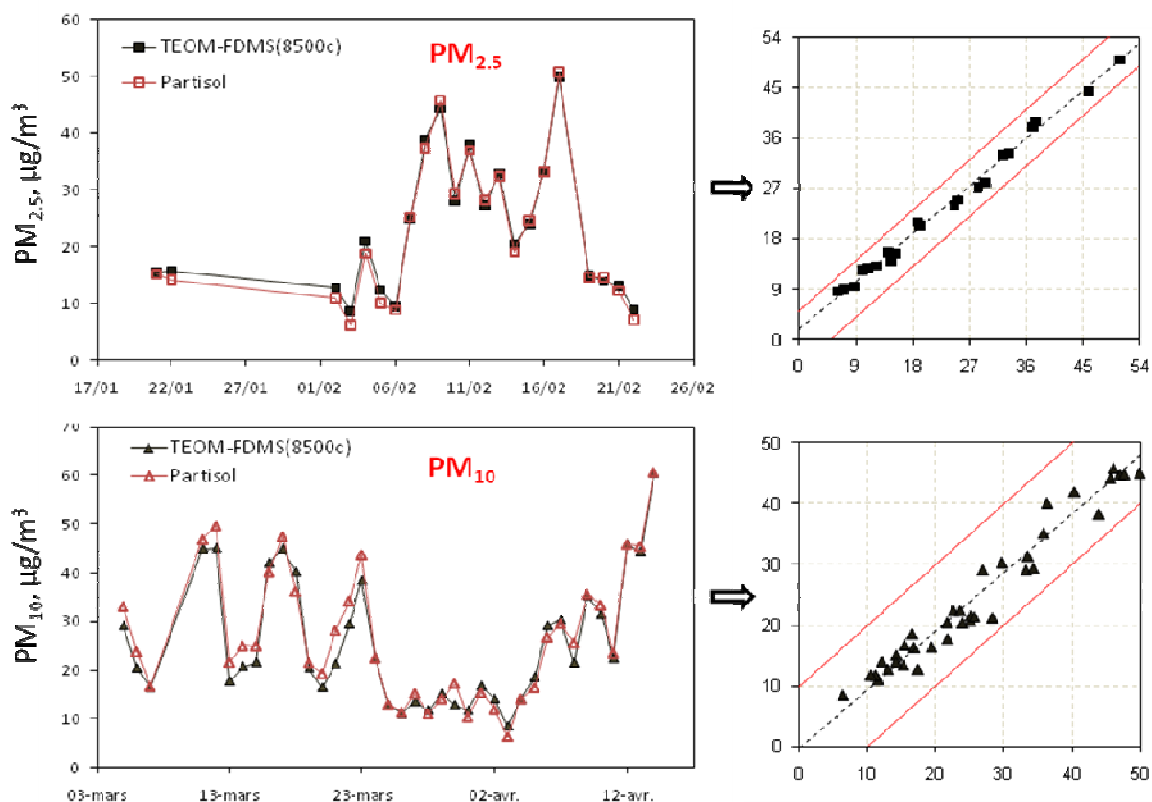 60
50
40
30
20
10
0
PM2.5, µg/m³
TEOM-FDMS(8500c)
Partisol
PM2.5
17/01 22/01 27/01 01/02 06/02 11/02 16/02 21/02 26/02
54
45
36
27
18
9
0
0 9 18 27 36 45 54
70
60
50
40
30
20
10
0
PM10, µg/m³
TEOM-FDMS(8500c)
Partisol
PM10
03-mars 13-mars 23-mars 02-avr. 12-avr.
50
40
30
20
10
0
0 10 20 30 40 50